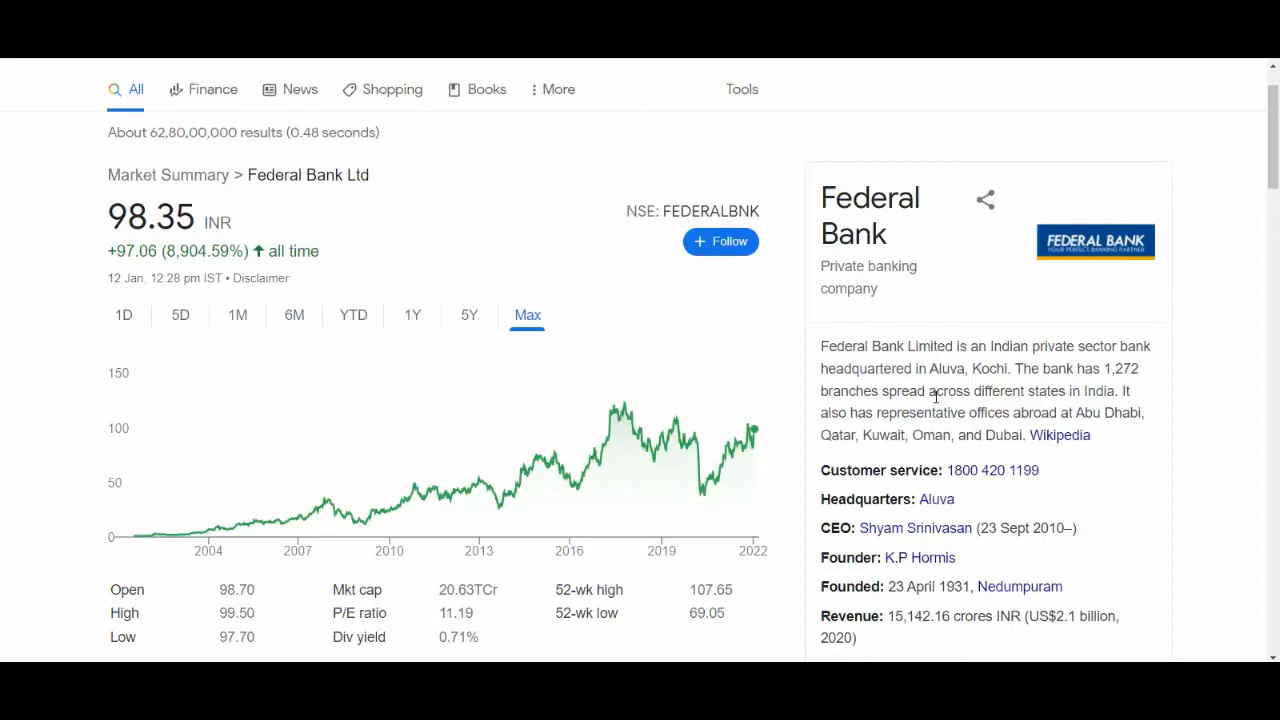 All Finance News Shopping Books More Tools
About 62,80,00,000 results (0.48 seconds)
Market Summary > Federal Bank Ltd
98.35 INR
+97.06 (8,904.59%) all time
12 Jan, 12:28 pm IST • Disclaimer
NSE: FEDERALBNK
+ Follow
1D 5D 1M 6M YTD 1Y 5Y Max
150
100
50
0
2004 2007 2010 2013 2016 2019 2022
Open 98.70 Mkt cap 20.63TCr 52-wk high 107.65
High 99.50 P/E ratio 11.19 52-wk low 69.05
Low 97.70 Div yield 0.71%
Federal
Bank
Private banking
company
FEDERAL BANK
YOUR PERFECT BANKING PARTNER
Federal Bank Limited is an Indian private sector bank
headquartered in Aluva, Kochi. The bank has 1,272
branches spread across different states in India. It
also has representative offices abroad at Abu Dhabi,
Qatar, Kuwait, Oman, and Dubai. Wikipedia
Customer service: 1800 420 1199
Headquarters: Aluva
CEO: Shyam Srinivasan (23 Sept 2010–)
Founder: K.P Hormis
Founded: 23 April 1931, Nedumpuram
Revenue: 15,142.16 crores INR (US$2.1 billion,
2020)